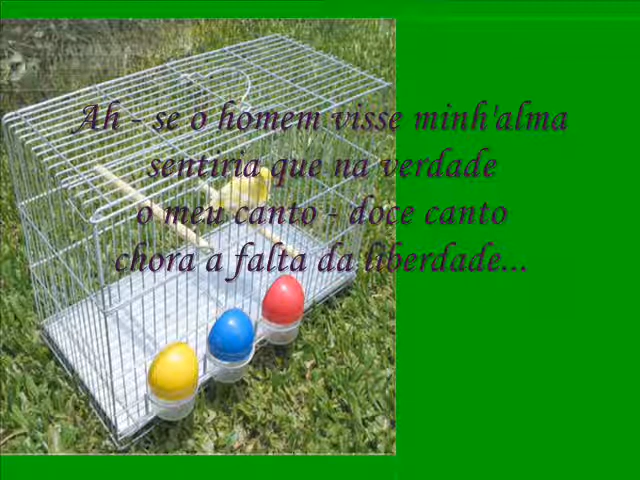 Ah - se o homem visse minh'alma
sentiria que na verdade
o meu canto - doce canto
chora a falta da liberdade...